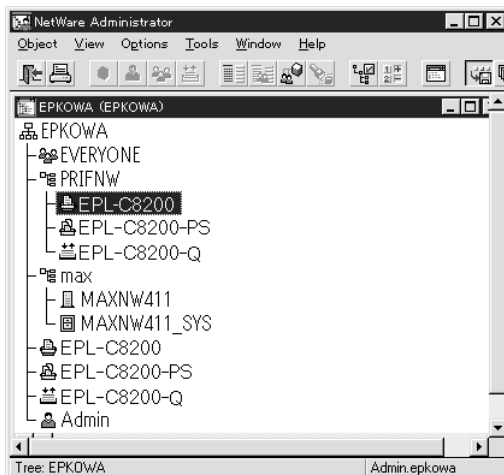 NetWare Administrator
Object View Options Tools Window Help
EPKOWA (EPKOWA)
EPKOWA
EVERYONE
PRIFNW
EPL-C8200
EPL-C8200-PS
EPL-C8200-Q
max
MAXNW411
MAXNW411_SYS
EPL-C8200
EPL-C8200-PS
EPL-C8200-Q
Admin
Tree: EPKOWA Admin.epkowa